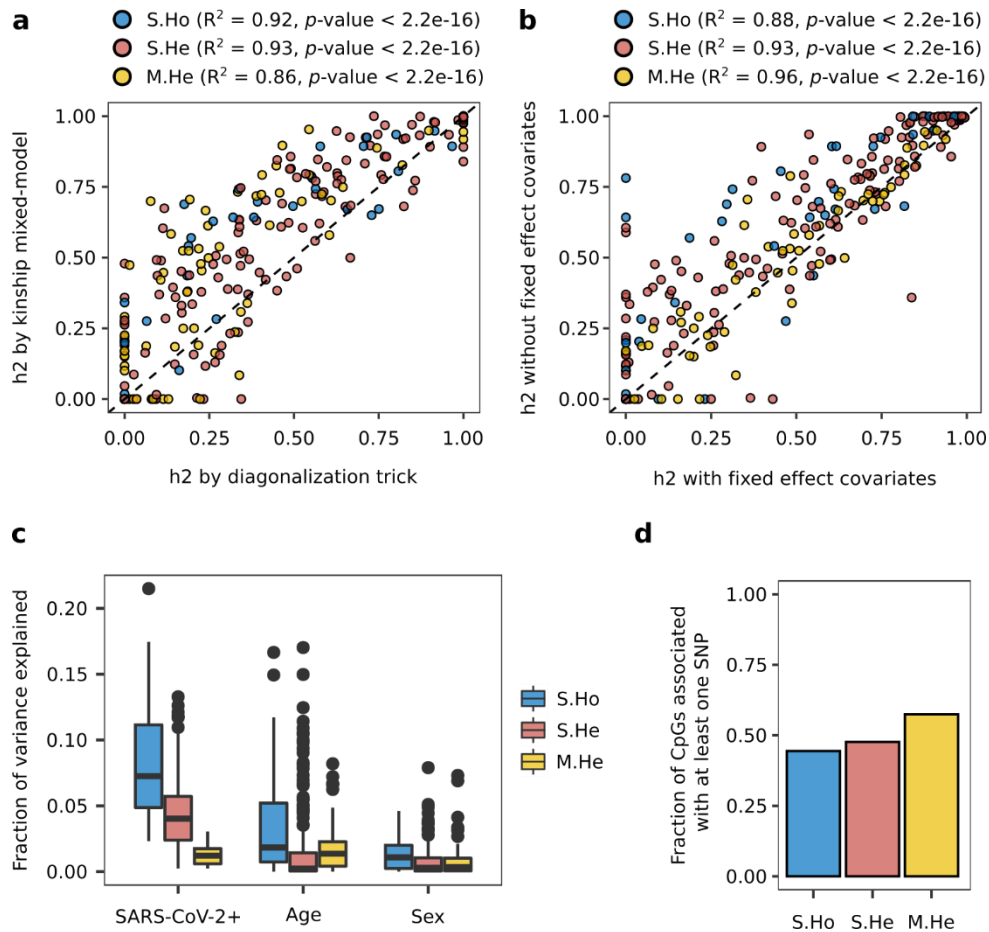 a
S.Ho (R² = 0.92, p-value < 2.2e-16)
S.He (R² = 0.93, p-value < 2.2e-16)
M.He (R² = 0.86, p-value < 2.2e-16)
h2 by kinship mixed-model
1.00
0.75
0.50
0.25
0.00
0.00 0.25 0.50 0.75 1.00
h2 by diagonalization trick
b
S.Ho (R² = 0.88, p-value < 2.2e-16)
S.He (R² = 0.93, p-value < 2.2e-16)
M.He (R² = 0.96, p-value < 2.2e-16)
h2 without fixed effect covariates
1.00
0.75
0.50
0.25
0.00
0.00 0.25 0.50 0.75 1.00
h2 with fixed effect covariates
c
Fraction of variance explained
0.20
0.15
0.10
0.05
0.00
SARS-CoV-2+ Age Sex
S.Ho
S.He
M.He
d
Fraction of CpGs associated
with at least one SNP
1.00
0.75
0.50
0.25
0.00
S.Ho S.He M.He